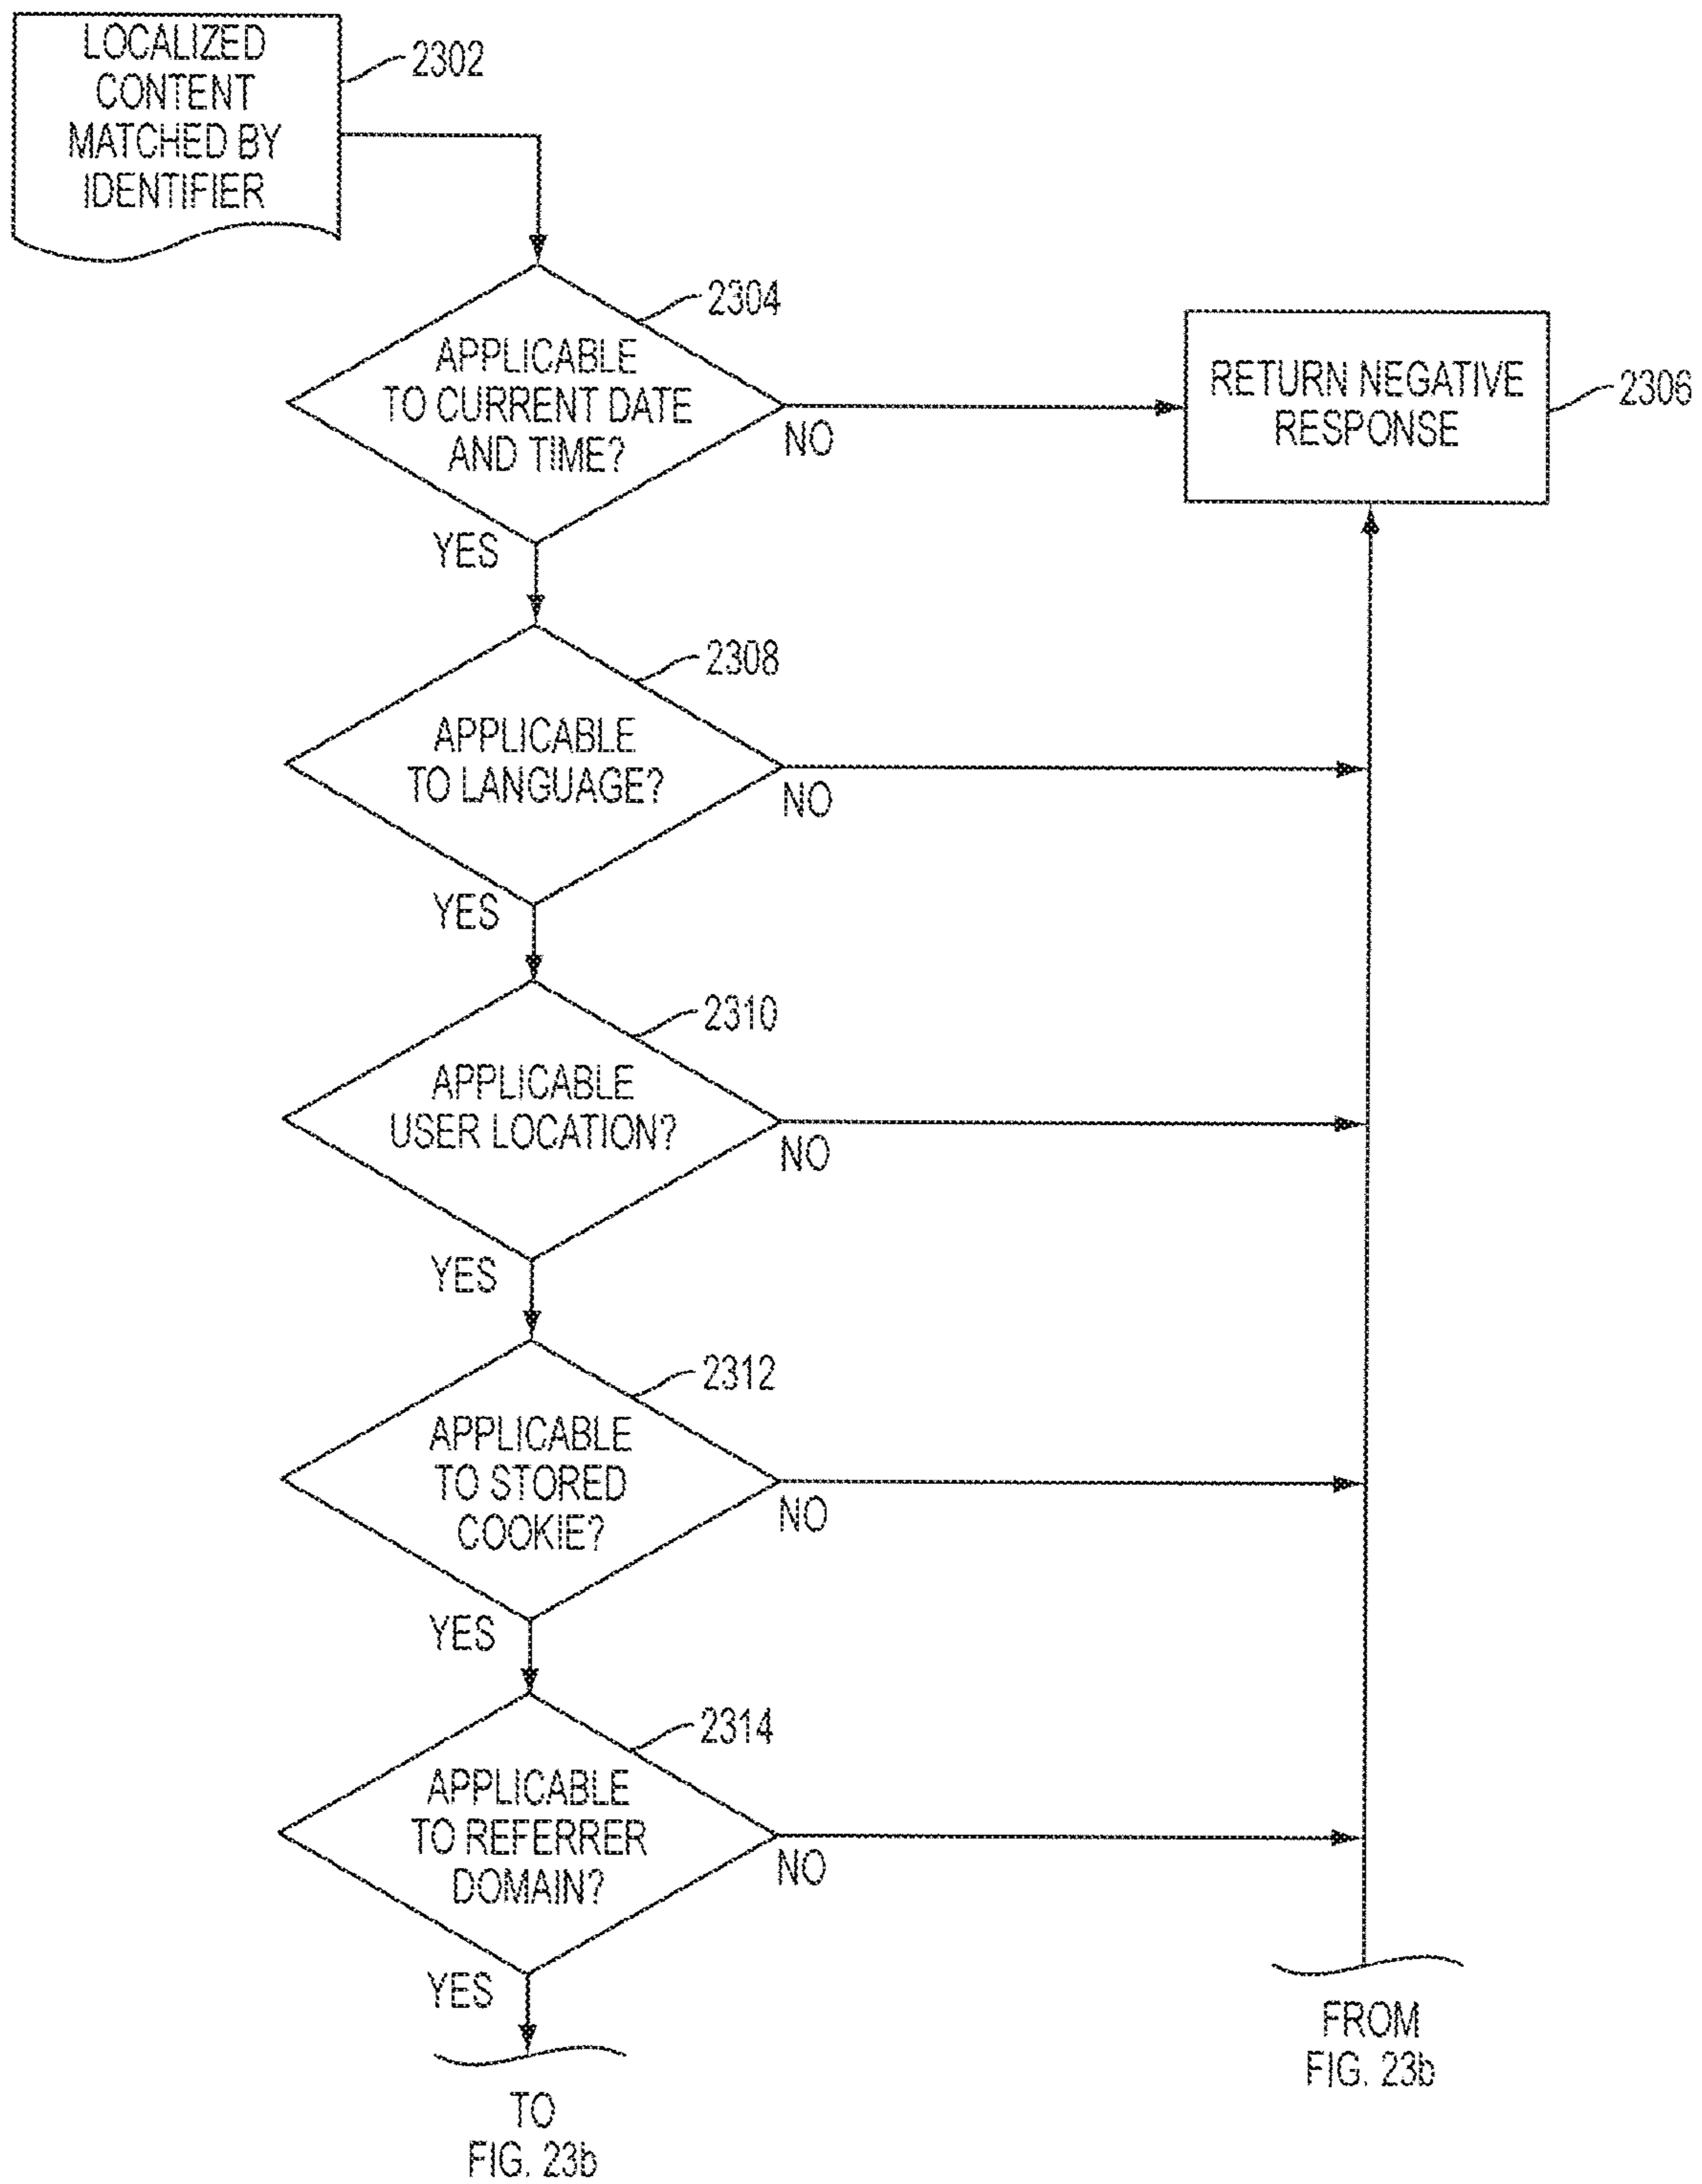 LOCALIZED
CONTENT
MATCHED BY
IDENTIFIER
2302
2304
APPLICABLE
TO CURRENT DATE
AND TIME?
NO
YES
RETURN NEGATIVE
RESPONSE
2306
2308
APPLICABLE
TO LANGUAGE?
NO
YES
2310
APPLICABLE
USER LOCATION?
NO
YES
2312
APPLICABLE
TO STORED
COOKIE?
NO
YES
2314
APPLICABLE
TO REFERRER
DOMAIN?
NO
YES
TO
FIG. 23b
FROM
FIG. 23b